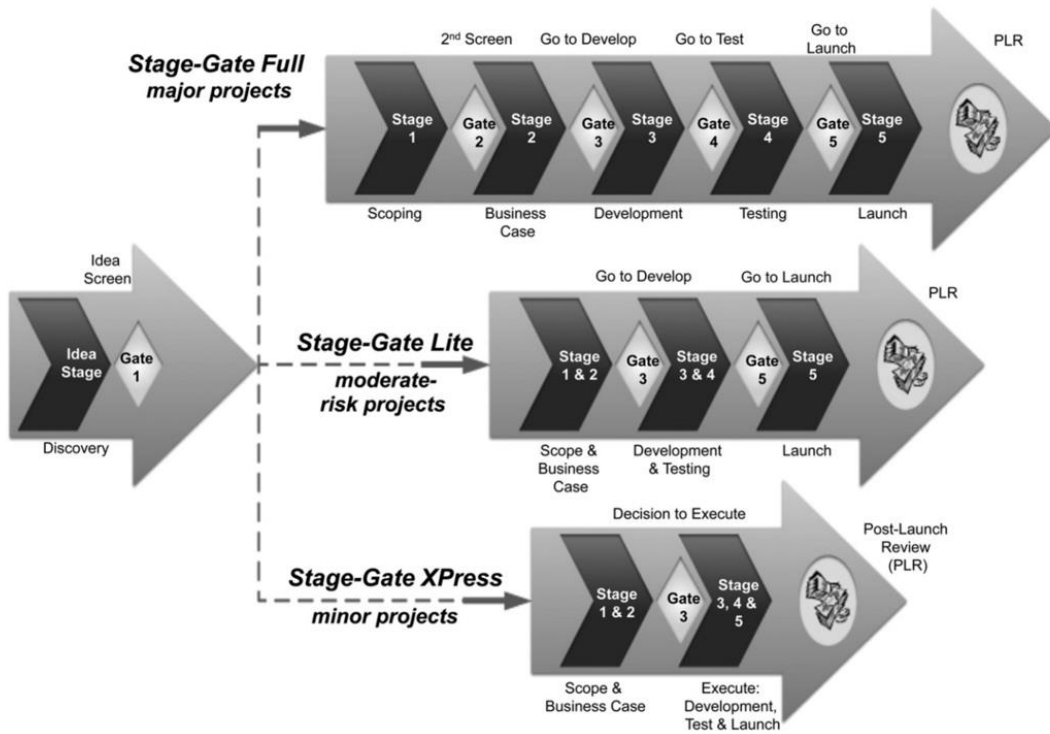 2nd Screen
Go to Develop
Go to Test
Go to
Launch
PLR
Stage-Gate Full
major projects
Stage
1
Gate
2
Stage
2
Gate
3
Stage
3
Gate
4
Stage
4
Gate
5
Stage
5
Scoping
Business
Case
Development
Testing
Launch
Idea
Screen
Idea
Stage
Gate
1
Discovery
Go to Develop
Go to Launch
PLR
Stage-Gate Lite
moderate-
risk projects
Stage
1 & 2
Gate
3
Stage
3 & 4
Gate
5
Stage
5
Scope &
Business
Case
Development
& Testing
Launch
Decision to Execute
Post-Launch
Review
(PLR)
Stage-Gate XPress
minor projects
Stage
1 & 2
Gate
3
Stage
3, 4 &
5
Scope &
Business Case
Execute:
Development,
Test & Launch